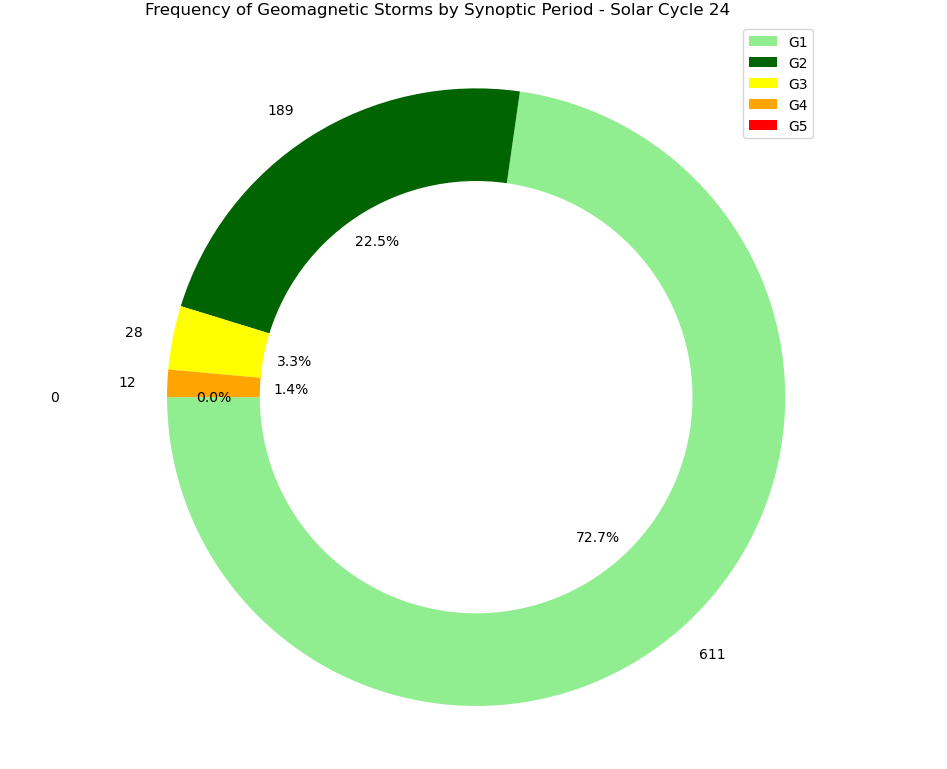 Frequency of Geomagnetic Storms by Synoptic Period - Solar Cycle 24
G1
G2
G3
G4
G5
189
22.5%
28
3.3%
12
1.4%
0
0.0%
72.7%
611